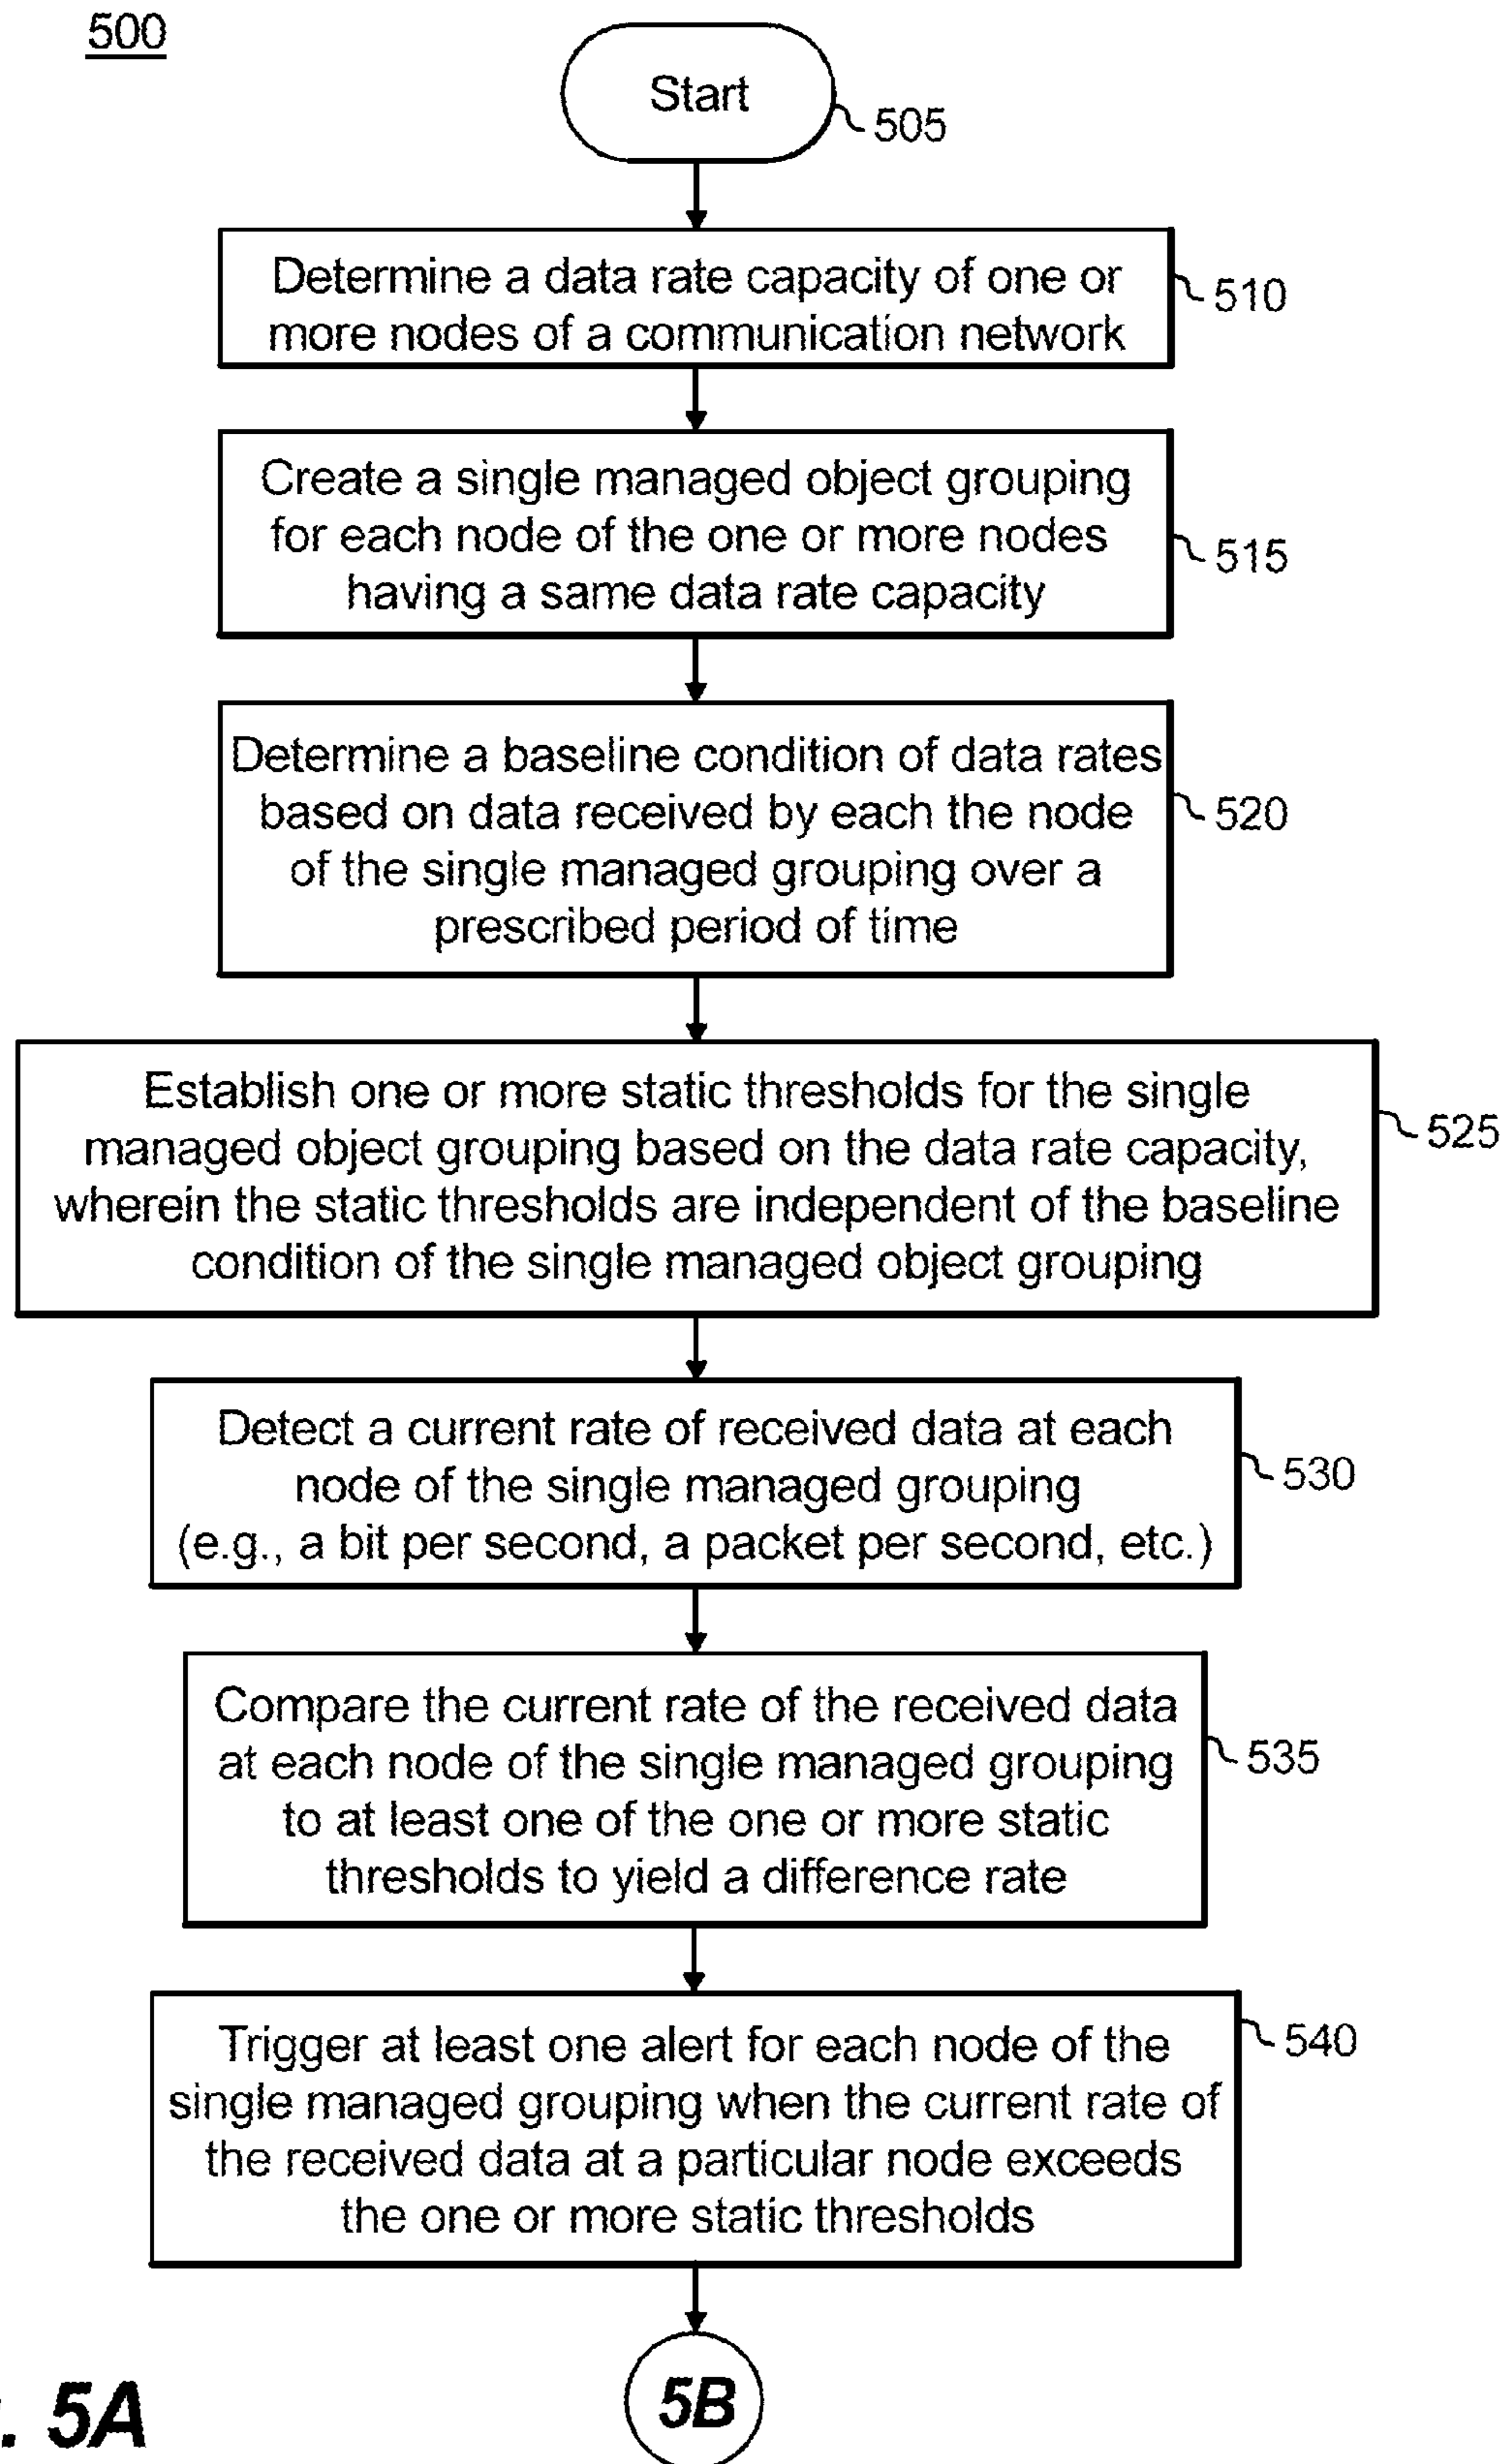 500
Start
505
Determine a data rate capacity of one or
more nodes of a communication network
510
Create a single managed object grouping
for each node of the one or more nodes
having a same data rate capacity
515
Determine a baseline condition of data rates
based on data received by each the node
of the single managed grouping over a
prescribed period of time
520
Establish one or more static thresholds for the single
managed object grouping based on the data rate capacity,
wherein the static thresholds are independent of the baseline
condition of the single managed object grouping
525
Detect a current rate of received data at each
node of the single managed grouping
(e.g., a bit per second, a packet per second, etc.)
530
Compare the current rate of the received data
at each node of the single managed grouping
to at least one of the one or more static
thresholds to yield a difference rate
535
Trigger at least one alert for each node of the
single managed grouping when the current rate of
the received data at a particular node exceeds
the one or more static thresholds
540
5B
. 5A